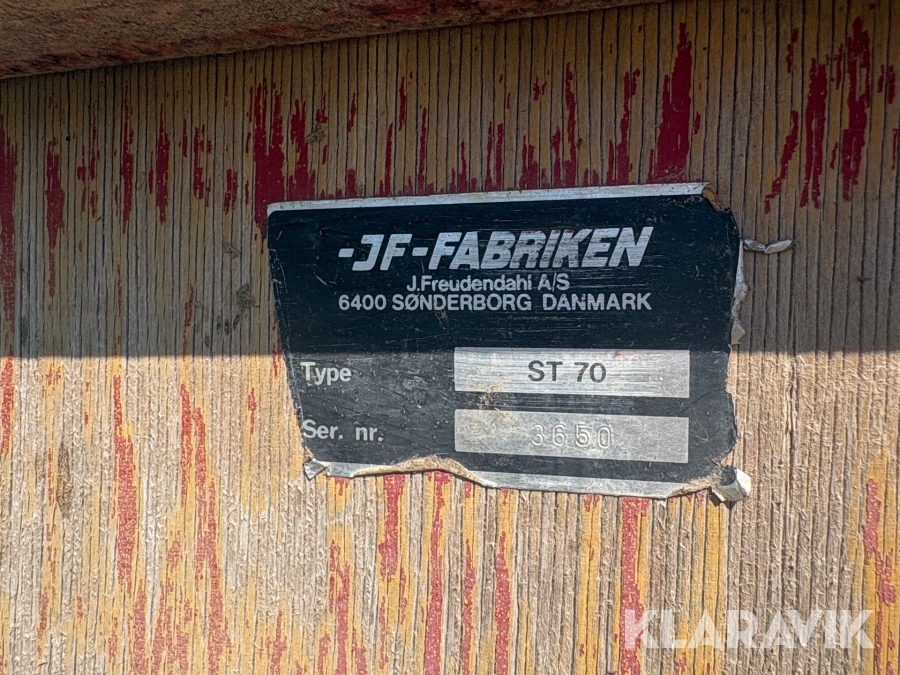 -JF-FABRIKEN
J.Freudendahl A/S
6400 SØNDERBORG DANMARK
Type ST 70
Ser. nr. 3650
KLARAVIK